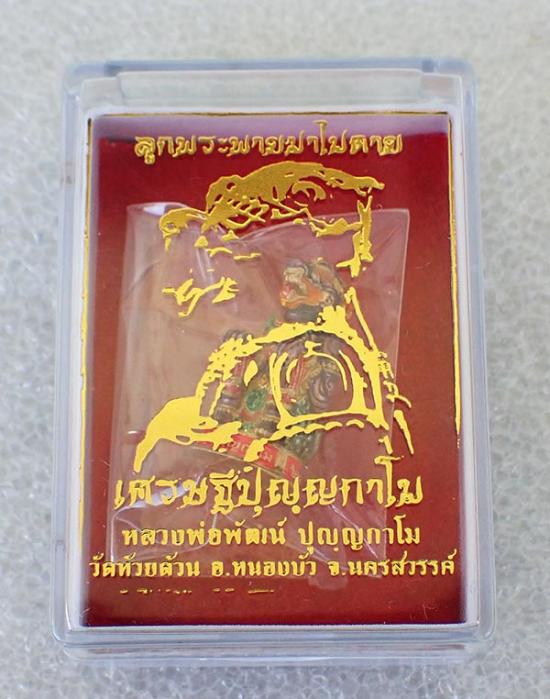 ลูกพระพายมาโปดาย
เศรษฐีปุญญกาโม
หลวงพ่อพัฒน์ ปุญญกาโม
วัดห้วยด้วน อ.หนองบัว จ.นครสวรรค์